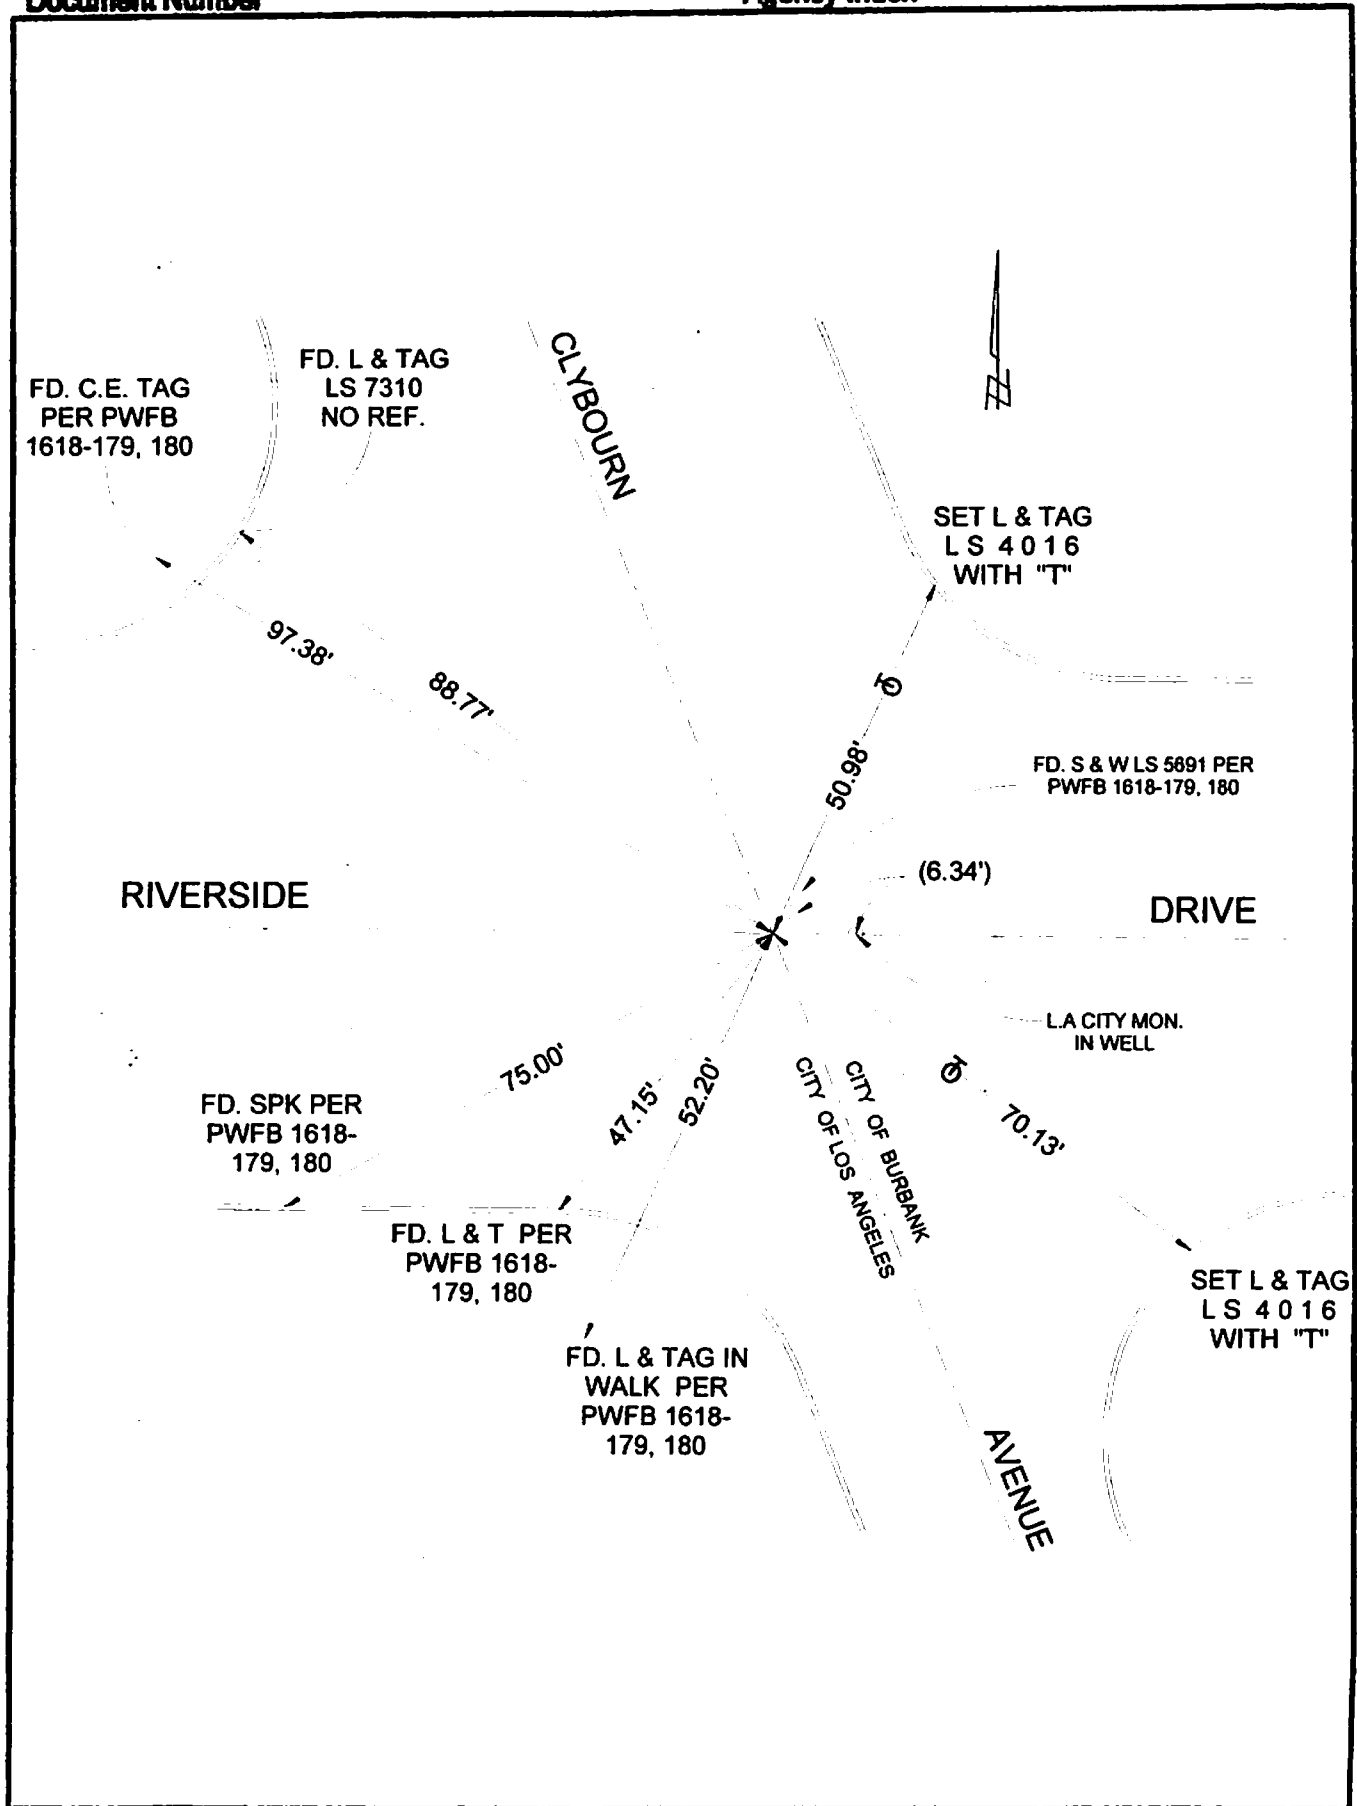 Document Number
Agency Index
FD. C.E. TAG
PER PWFB
1618-179, 180
FD. L & TAG
LS 7310
NO REF.
CLYBOURN
N
SET L & TAG
L S 4 0 1 6
WITH "T"
97.38'
88.77'
50.98'
FD. S & W LS 5691 PER
PWFB 1618-179, 180
(6.34')
RIVERSIDE
DRIVE
L.A CITY MON.
IN WELL
75.00'
47.15'
52.20'
CITY OF BURBANK
CITY OF LOS ANGELES
70.13'
FD. SPK PER
PWFB 1618-
179, 180
FD. L & T PER
PWFB 1618-
179, 180
SET L & TAG
L S 4 0 1 6
WITH "T"
FD. L & TAG IN
WALK PER
PWFB 1618-
179, 180
AVENUE